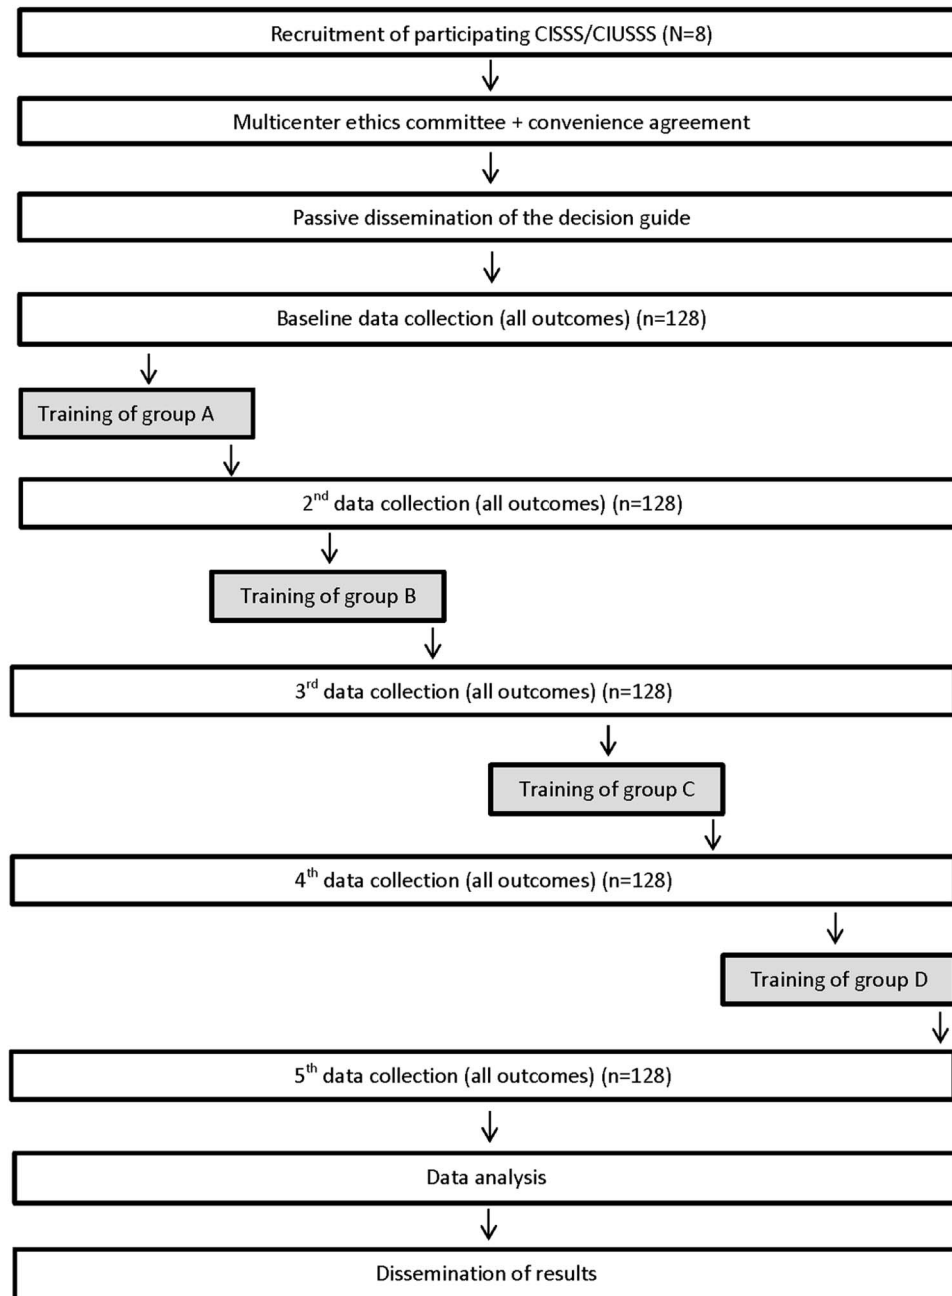 Recruitment of participating CISSS/CIUSSS (N=8)
Multicenter ethics committee + convenience agreement
Passive dissemination of the decision guide
Baseline data collection (all outcomes) (n=128)
Training of group A
2nd data collection (all outcomes) (n=128)
Training of group B
3rd data collection (all outcomes) (n=128)
Training of group C
4th data collection (all outcomes) (n=128)
Training of group D
5th data collection (all outcomes) (n=128)
Data analysis
Dissemination of results